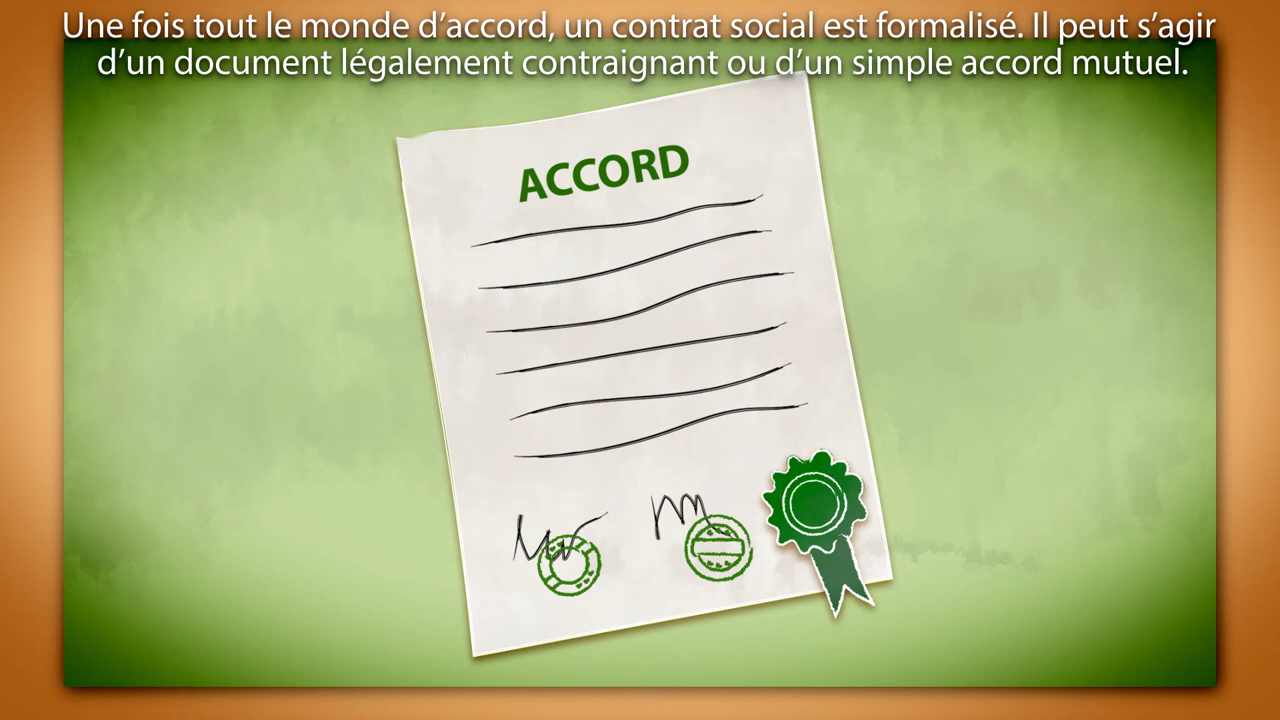 Une fois tout le monde d’accord, un contrat social est formalisé. Il peut s’agir
d’un document légalement contraignant ou d’un simple accord mutuel.
ACCORD